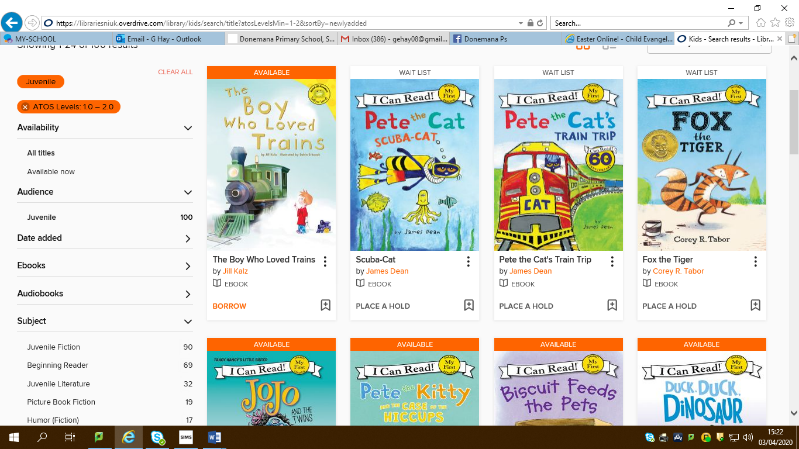 https://librariesniuk.overdrive.com/library/kids/search/title?atosLevelsMin=1-2&sortBy=newlyadded
Search...
MY-SCHOOL
Email - G Hay - Outlook
Donemana Primary School, S...
Inbox (386) - gehay08@gmail...
Donemana Ps
Easter Online! - Child Evangel...
Kids - Search results - Libr...
Showing 1-24 of 100 results
CLEAR ALL
Juvenile
ATOS Levels: 1.0 – 2.0
Availability
All titles
Available now
Audience
Juvenile 100
Date added
Ebooks
Audiobooks
Subject
Juvenile Fiction 90
Beginning Reader 69
Juvenile Literature 32
Picture Book Fiction 19
Humor (Fiction) 17
AVAILABLE
The Boy
Who Loved
Trains
The Boy Who Loved Trains
by Jill Kalz
EBOOK
BORROW
WAIT LIST
I Can Read!
My First
Pete the Cat
SCUBA-CAT
by James Dean
Scuba-Cat
by James Dean
EBOOK
PLACE A HOLD
WAIT LIST
I Can Read!
My First
Pete the Cat's
TRAIN TRIP
60
CAT
by James Dean
Pete the Cat's Train Trip
by James Dean
EBOOK
PLACE A HOLD
WAIT LIST
I Can Read!
My First
FOX
the
TIGER
Corey R. Tabor
Fox the Tiger
by Corey R. Tabor
EBOOK
PLACE A HOLD
AVAILABLE
I Can Read!
My First
JOJO
AND THE
TWINS
AVAILABLE
I Can Read!
My First
Pete the Kitty
AND THE CASE OF THE
HICCUPS
AVAILABLE
I Can Read!
My First
Biscuit Feeds
the Pets
AVAILABLE
I Can Read!
My First
DUCK, DUCK,
DINOSAUR
SIMS
15:22
03/04/2020